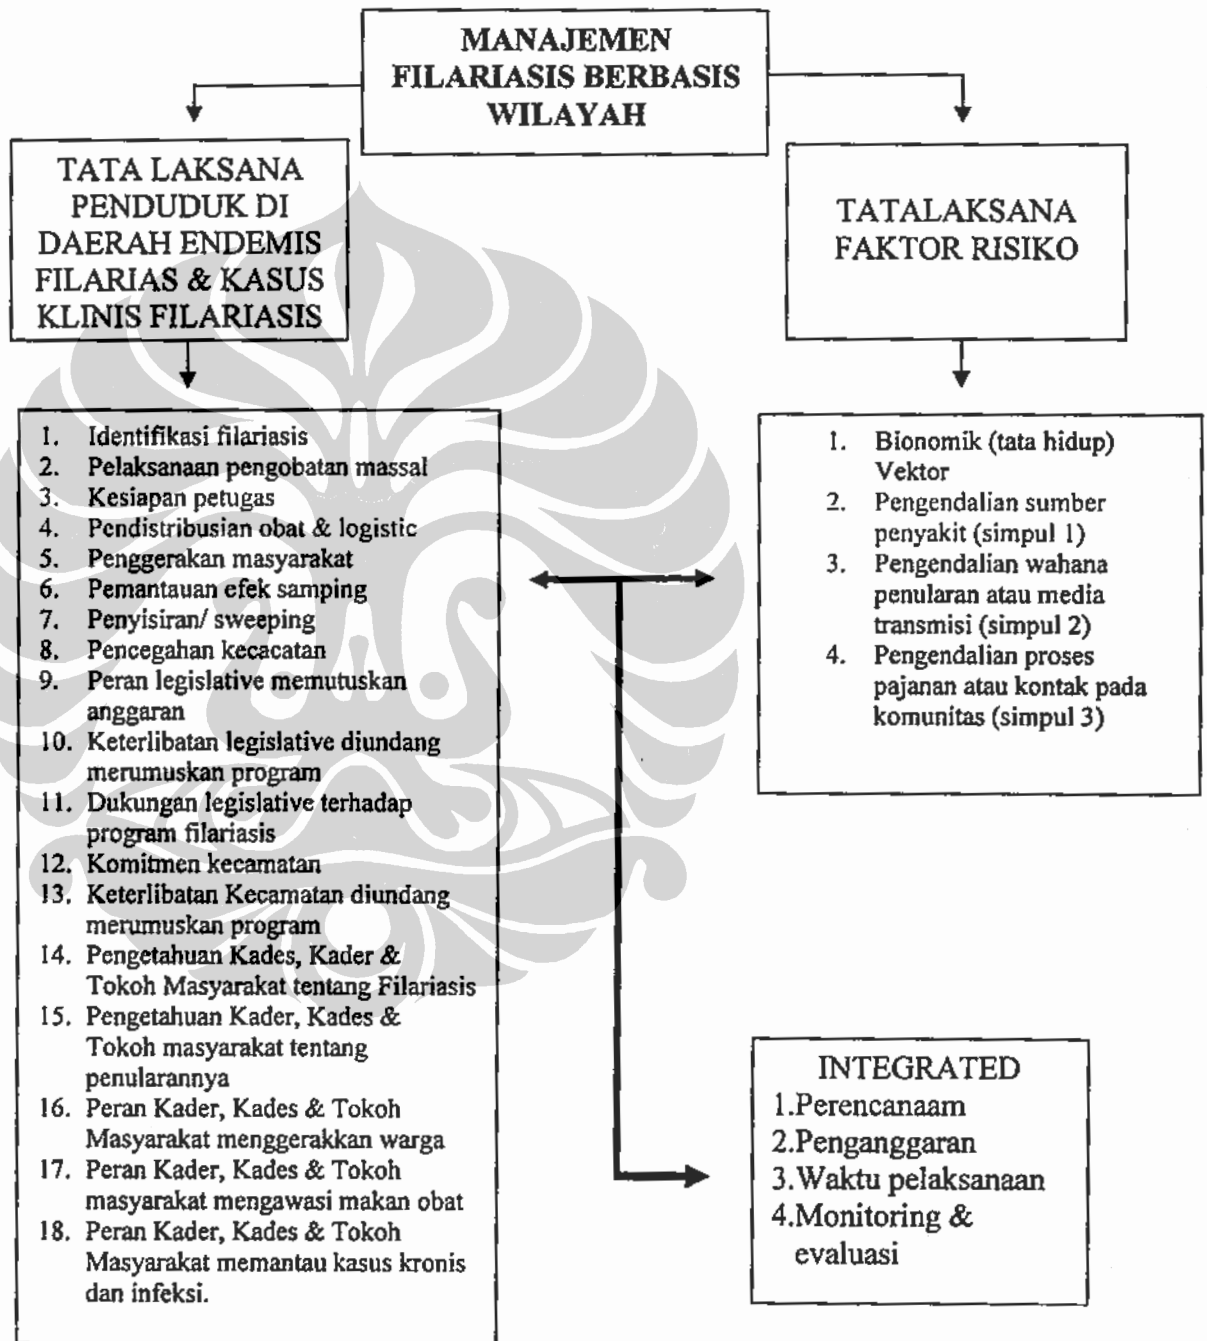 MANAJEMEN
FILARIASIS BERBASIS
WILAYAH
TATA LAKSANA
PENDUDUK DI
DAERAH ENDEMIS
FILARIAS & KASUS
KLINIS FILARIASIS
TATALAKSANA
FAKTOR RISIKO
1. Identifikasi filariasis
2. Pelaksanaan pengobatan massal
3. Kesiapan petugas
4. Pendistribusian obat & logistic
5. Penggerakan masyarakat
6. Pemantauan efek samping
7. Penyisiran/ sweeping
8. Pencegahan kecacatan
9. Peran legislative memutuskan
anggaran
10. Keterlibatan legislative diundang
merumuskan program
11. Dukungan legislative terhadap
program filariasis
12. Komitmen kecamatan
13. Keterlibatan Kecamatan diundang
merumuskan program
14. Pengetahuan Kades, Kader &
Tokoh Masyarakat tentang Filariasis
15. Pengetahuan Kader, Kades &
Tokoh masyarakat tentang
penularannya
16. Peran Kader, Kades & Tokoh
Masyarakat menggerakkan warga
17. Peran Kader, Kades & Tokoh
masyarakat mengawasi makan obat
18. Peran Kader, Kades & Tokoh
Masyarakat memantau kasus kronis
dan infeksi.
1. Bionomik (tata hidup)
Vektor
2. Pengendalian sumber
penyakit (simpul 1)
3. Pengendalian wahana
penularan atau media
transmisi (simpul 2)
4. Pengendalian proses
pajanan atau kontak pada
komunitas (simpul 3)
INTEGRATED
1.Perencanaam
2.Penganggaran
3.Waktu pelaksanaan
4.Monitoring &
evaluasi